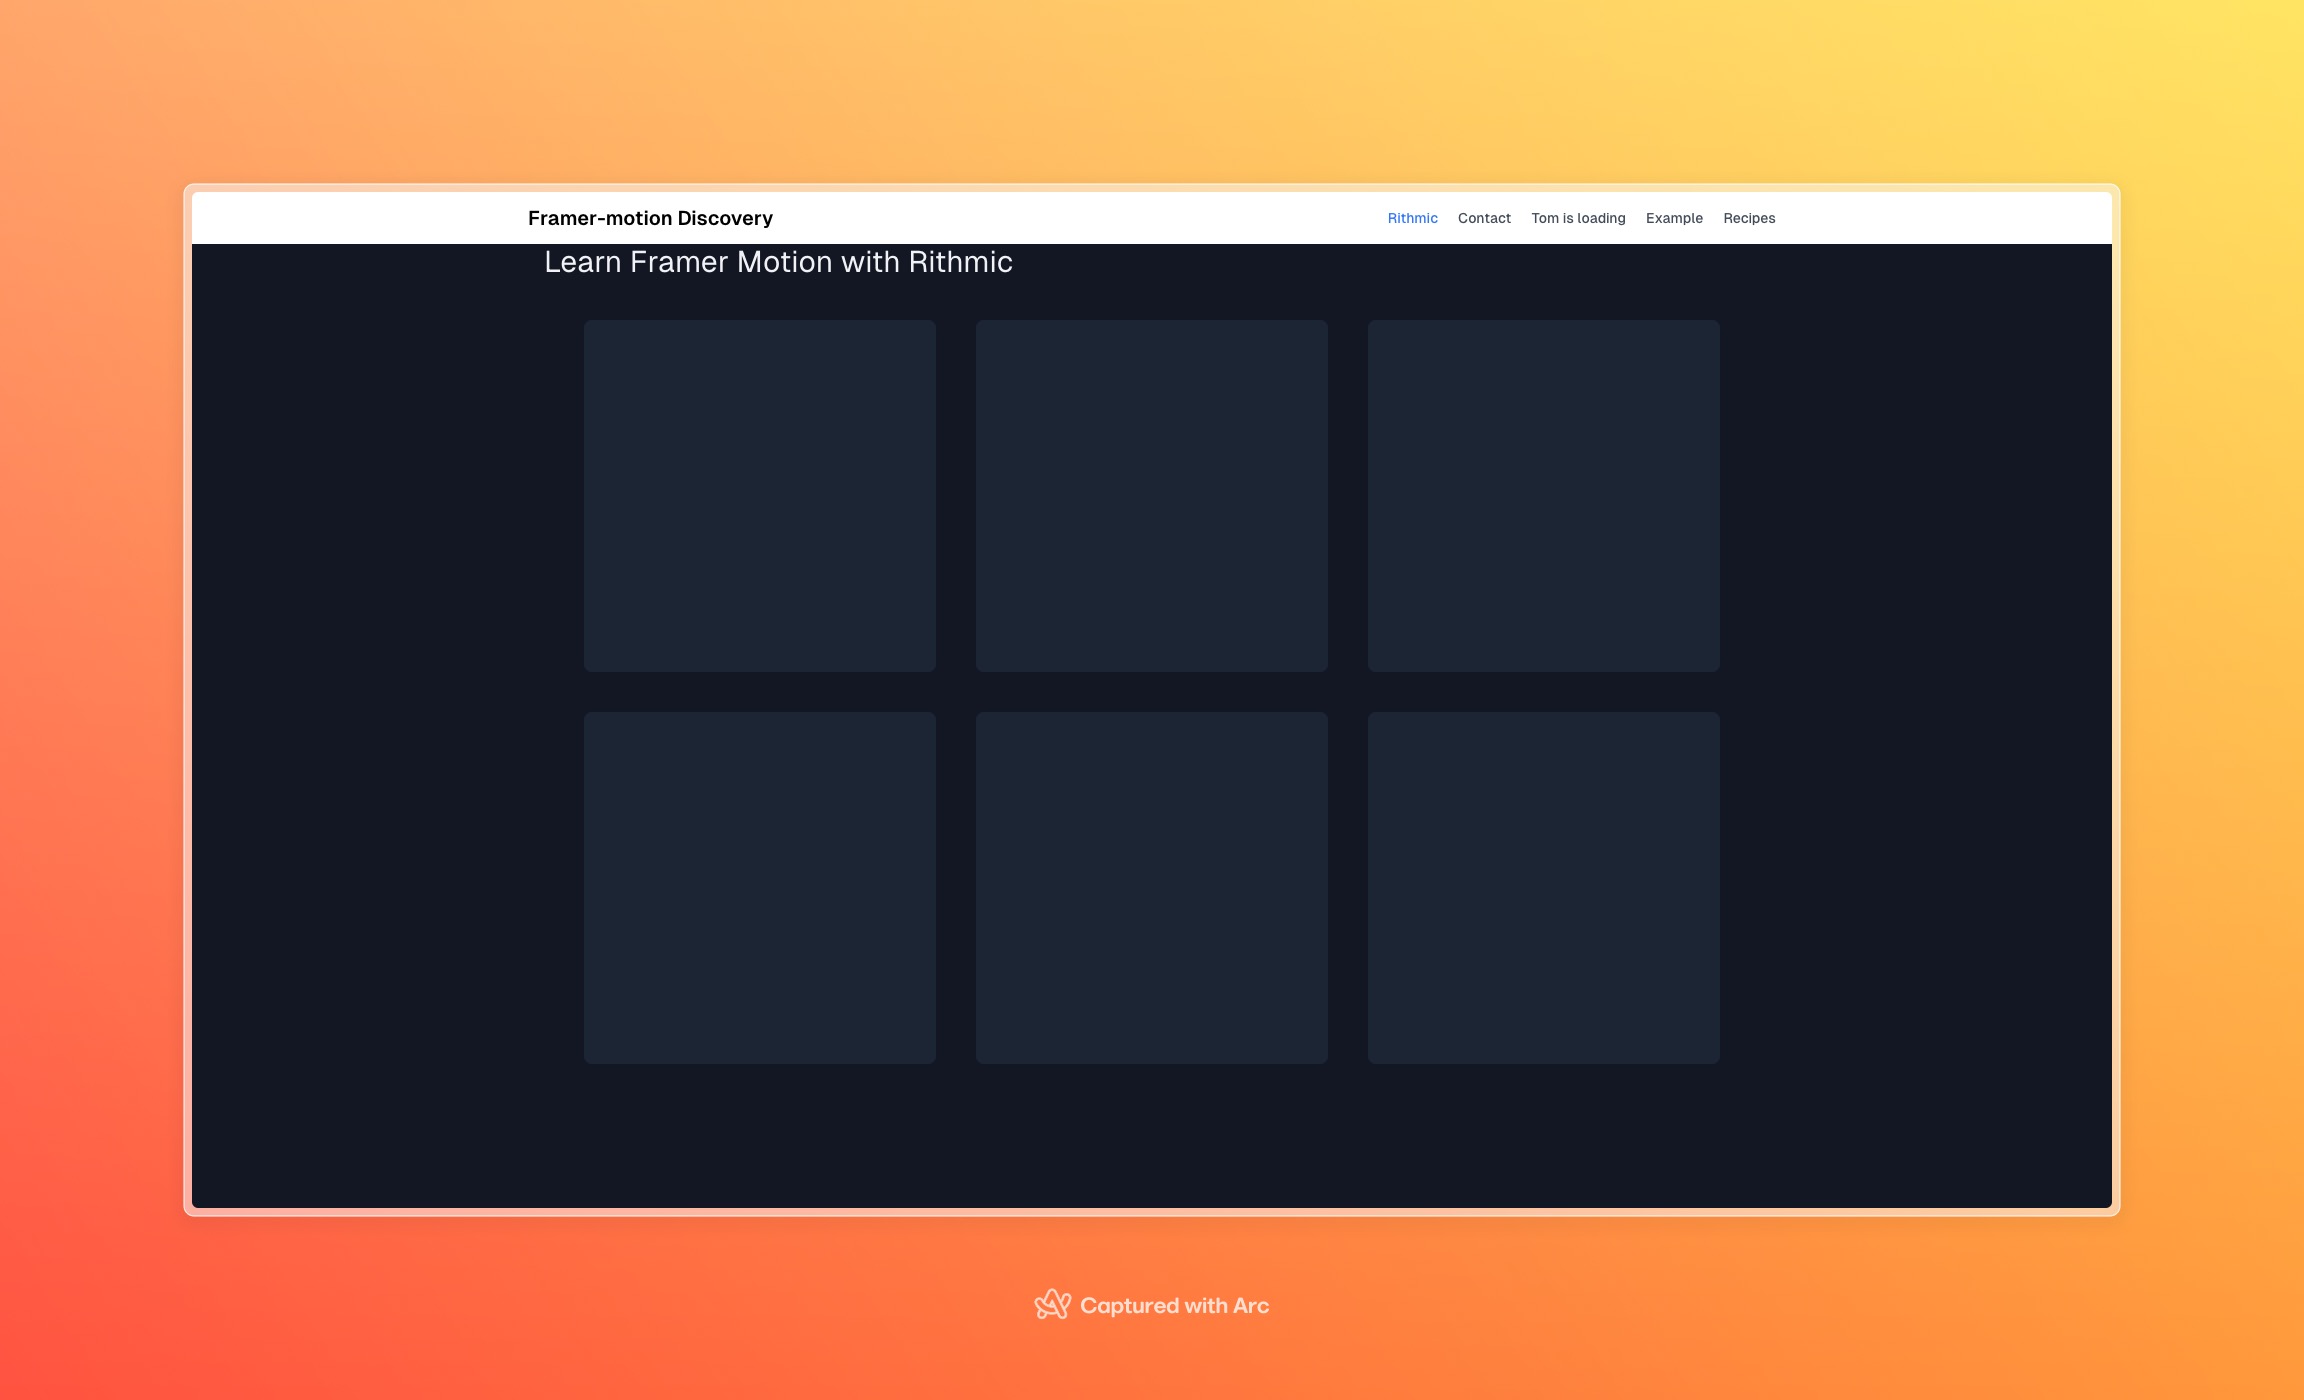 Framer-motion Discovery
Rithmic Contact Tom is loading Example Recipes
Learn Framer Motion with Rithmic
Captured with Arc